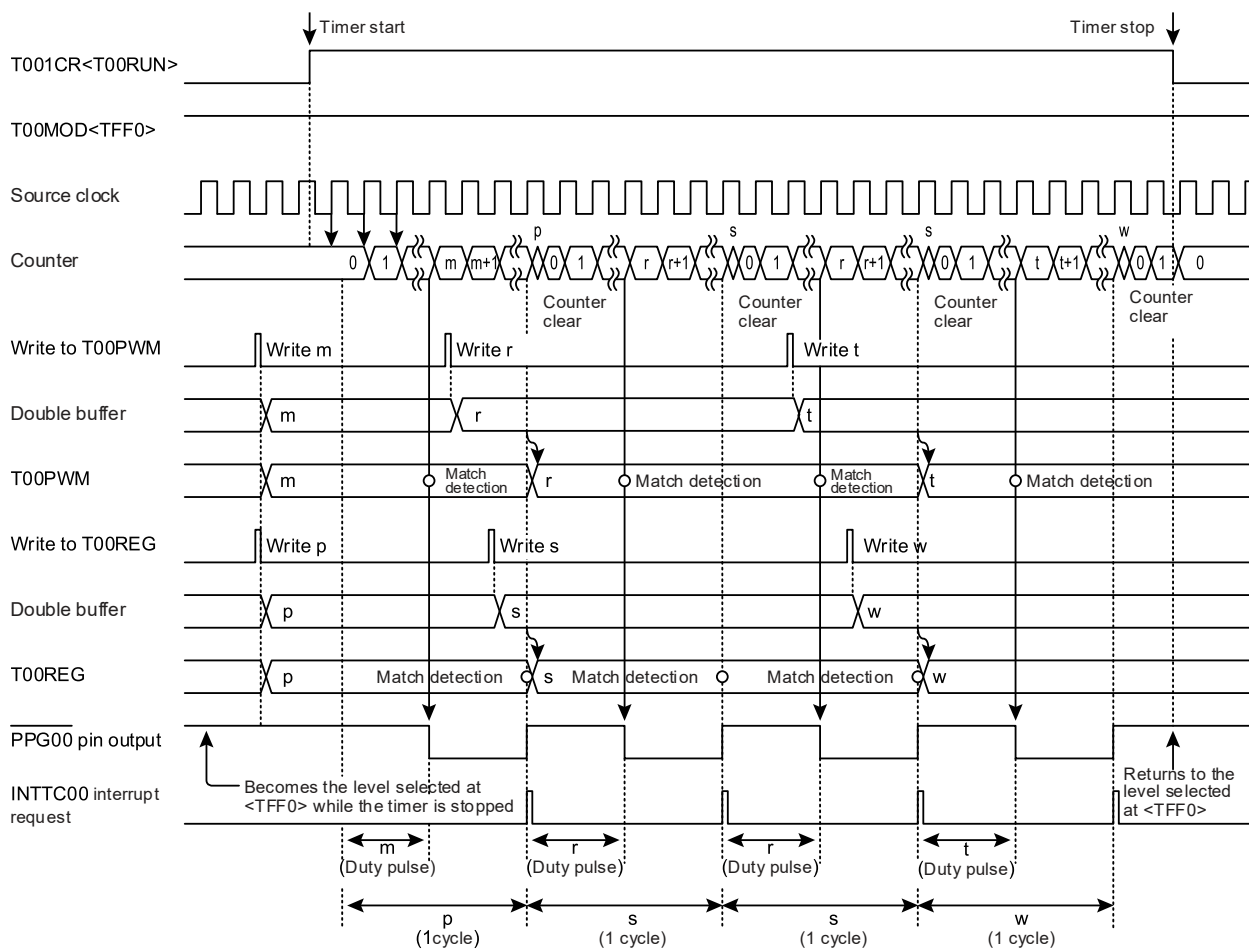 Timer start
Timer stop
T001CR<T00RUN>
T00MOD<TFF0>
Source clock
p s s w
Counter 0 1 m m+1 0 1 r r+1 0 1 r r+1 0 1 t t+1 0 1 0
Counter clear
Counter clear
Counter clear
Counter clear
Write to T00PWM Write m Write r Write t
Double buffer m r t
T00PWM m Match detection r Match detection Match detection t Match detection
Write to T00REG Write p Write s Write w
Double buffer p s w
T00REG p Match detection s Match detection Match detection w
PPG00 pin output
Becomes the level selected at
<TFF0> while the timer is stopped
Returns to the
level selected
at <TFF0>
INTTC00 interrupt
request
m r r t
(Duty pulse) (Duty pulse) (Duty pulse) (Duty pulse)
p s s w
(1cycle) (1 cycle) (1 cycle) (1 cycle)